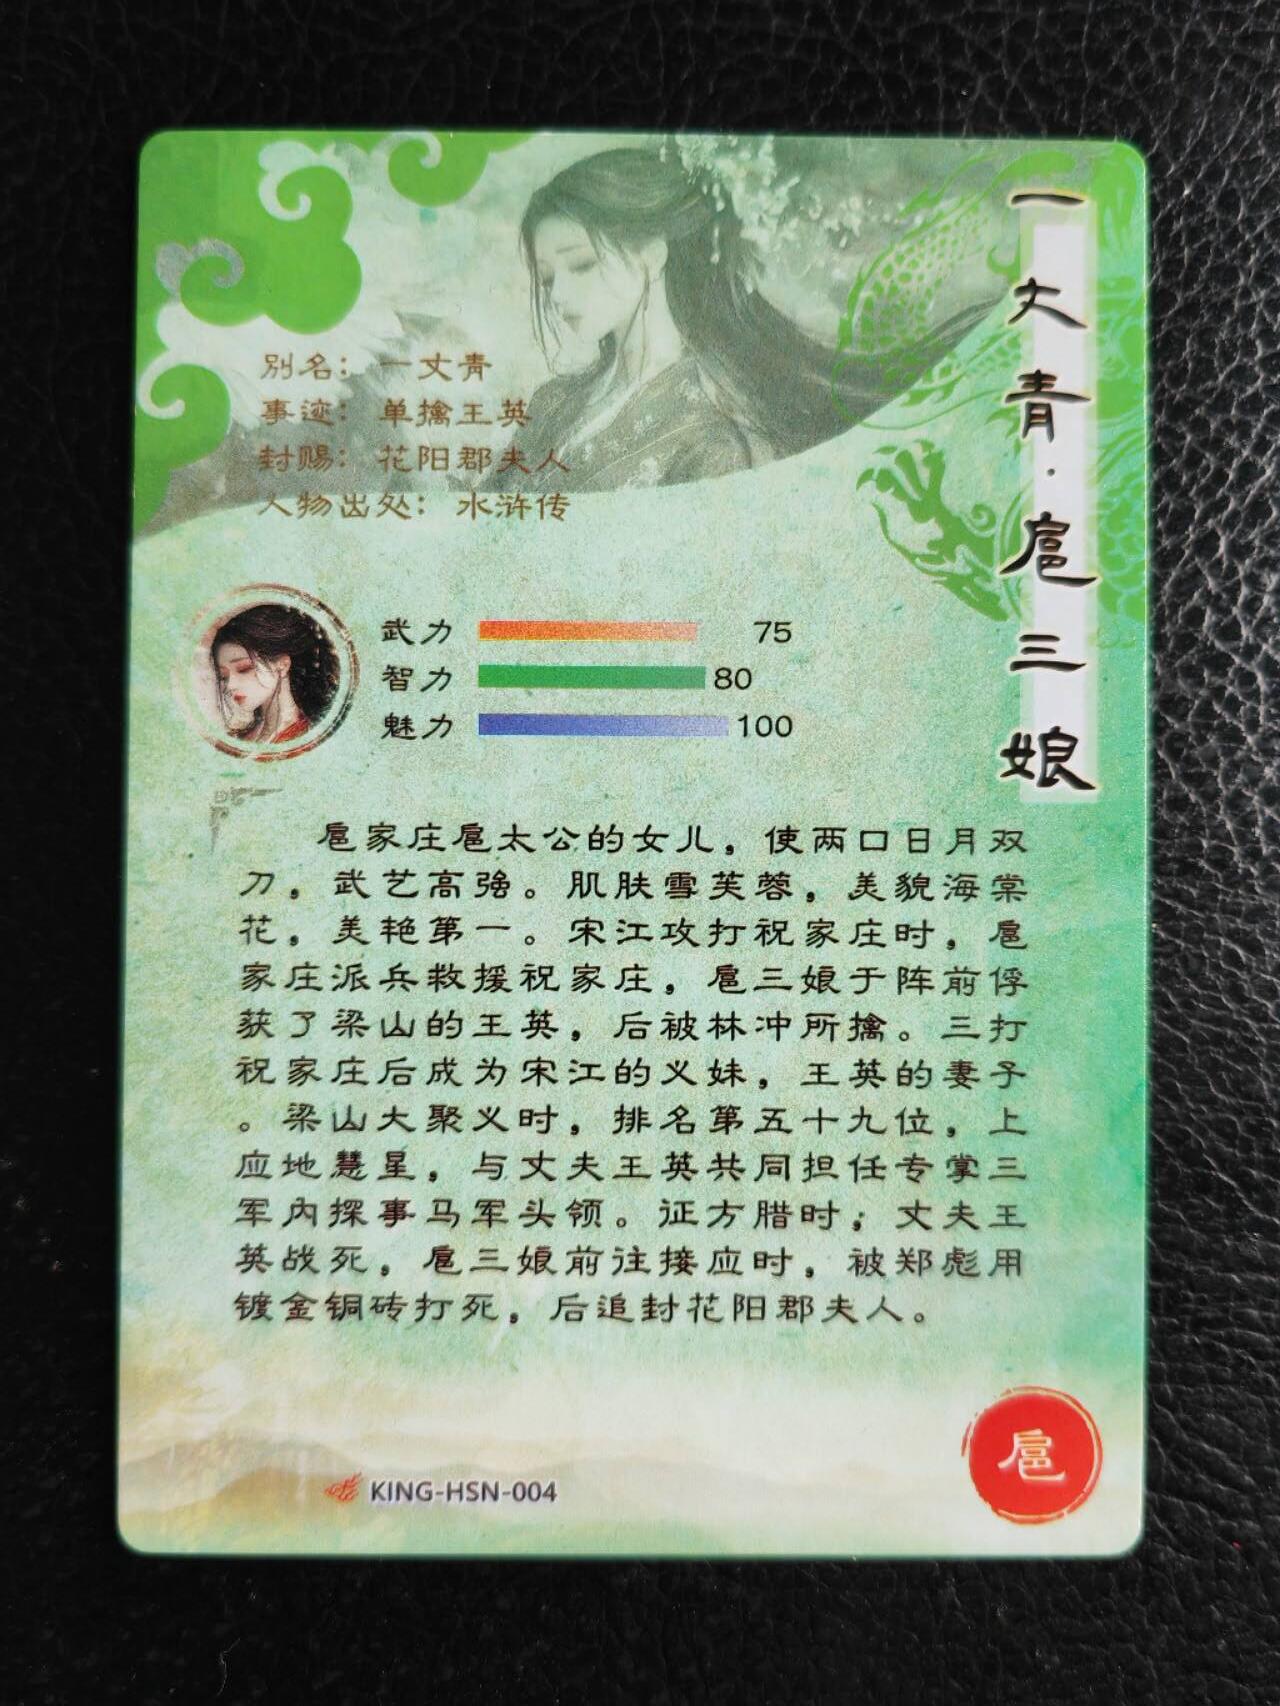 一丈青·扈三娘
别名：一丈青
事迹：单擒王英
封赐：花阳郡夫人
人物出处：水浒传
武力 75
智力 80
魅力 100
扈家庄扈太公的女儿，使两口日月双
刀，武艺高强。肌肤雪芙蓉，美貌海棠
花，美艳第一。宋江攻打祝家庄时，扈
家庄派兵救援祝家庄，扈三娘于阵前俘
获了梁山的王英，后被林冲所擒。三打
祝家庄后成为宋江的义妹，王英的妻子
。梁山大聚义时，排名第五十九位，上
应地慧星，与丈夫王英共同担任专掌三
军内探事马军头领。证方腊时，丈夫王
英战死，扈三娘前往接应时，被郑彪用
镀金铜砖打死，后追封花阳郡夫人。
KING-HSN-004
扈